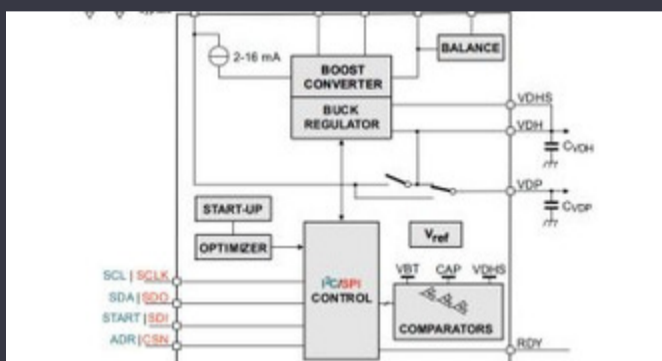 2-16 mA
BALANCE
BOOST
CONVERTER
BUCK
REGULATOR
VDHS
VDH
CVDH
VDP
CVDP
START-UP
OPTIMIZER
Vref
I²C/SPI
CONTROL
VBT CAP VDHS
COMPARATORS
SCL | SCLK
SDA | SDO
START | SDI
ADR | CSN
RDY